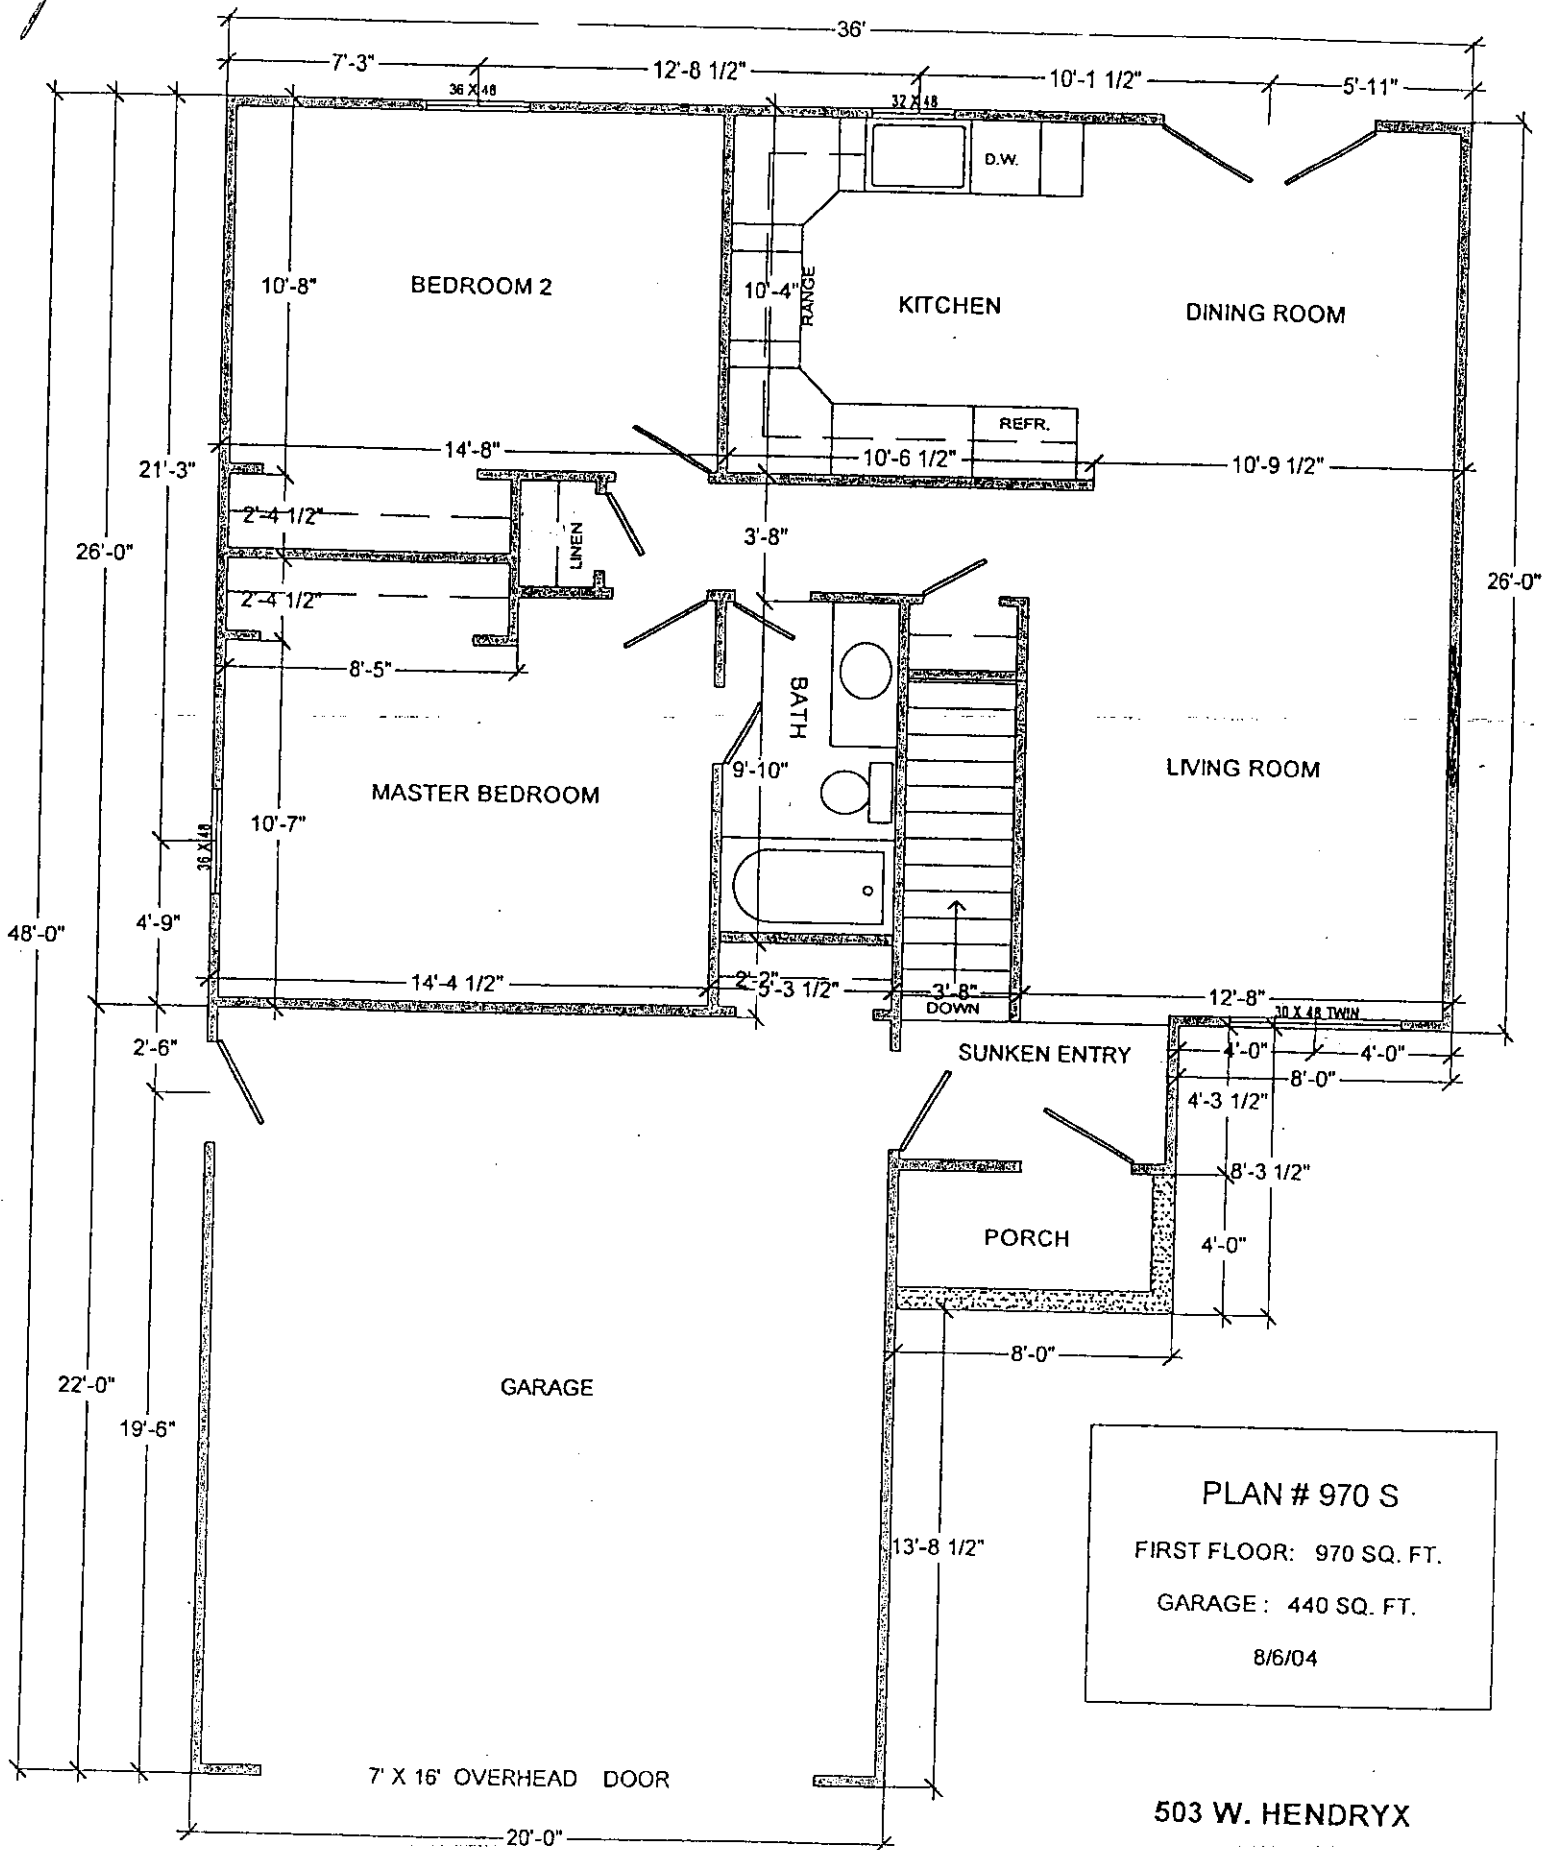 36'
7'-3"
12'-8 1/2"
10'-1 1/2"
5'-11"
36 X 48
32 X 48
D.W.
10'-8"
BEDROOM 2
10'-4"
RANGE
KITCHEN
DINING ROOM
REFR.
21'-3"
14'-8"
10'-6 1/2"
10'-9 1/2"
2'-4 1/2"
LINEN
3'-8"
26'-0"
26'-0"
2'-4 1/2"
8'-5"
BATH
9'-10"
LIVING ROOM
MASTER BEDROOM
10'-7"
36 X 48
4'-9"
48'-0"
14'-4 1/2"
2'-2"
5'-3 1/2"
3'-8"
DOWN
12'-8"
30 X 48 TWIN
2'-6"
SUNKEN ENTRY
4'-0"
4'-0"
8'-0"
4'-3 1/2"
8'-3 1/2"
PORCH
4'-0"
8'-0"
22'-0"
19'-6"
GARAGE
13'-8 1/2"
PLAN # 970 S
FIRST FLOOR: 970 SQ. FT.
GARAGE : 440 SQ. FT.
8/6/04
7' X 16' OVERHEAD DOOR
20'-0"
503 W. HENDRYX